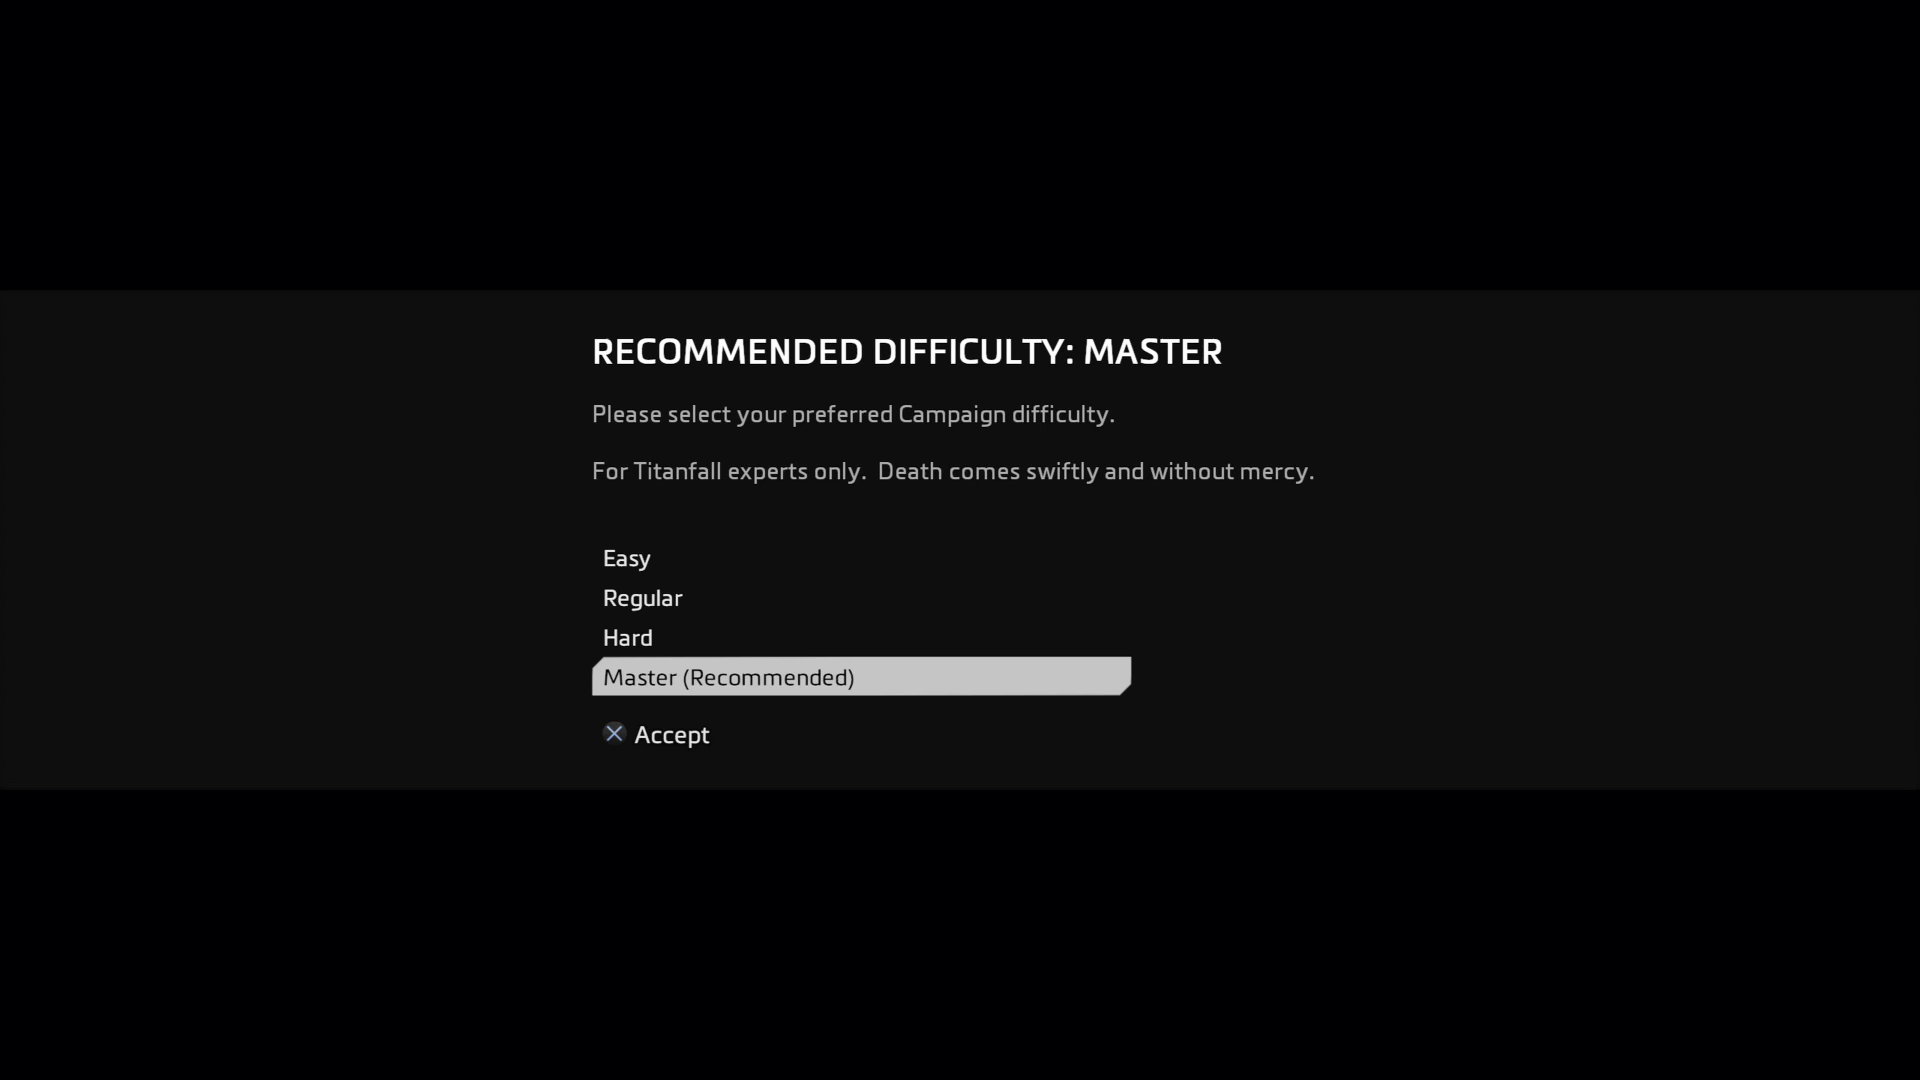 RECOMMENDED DIFFICULTY: MASTER
Please select your preferred Campaign difficulty.
For Titanfall experts only.  Death comes swiftly and without mercy.
Easy
Regular
Hard
Master (Recommended)
Accept